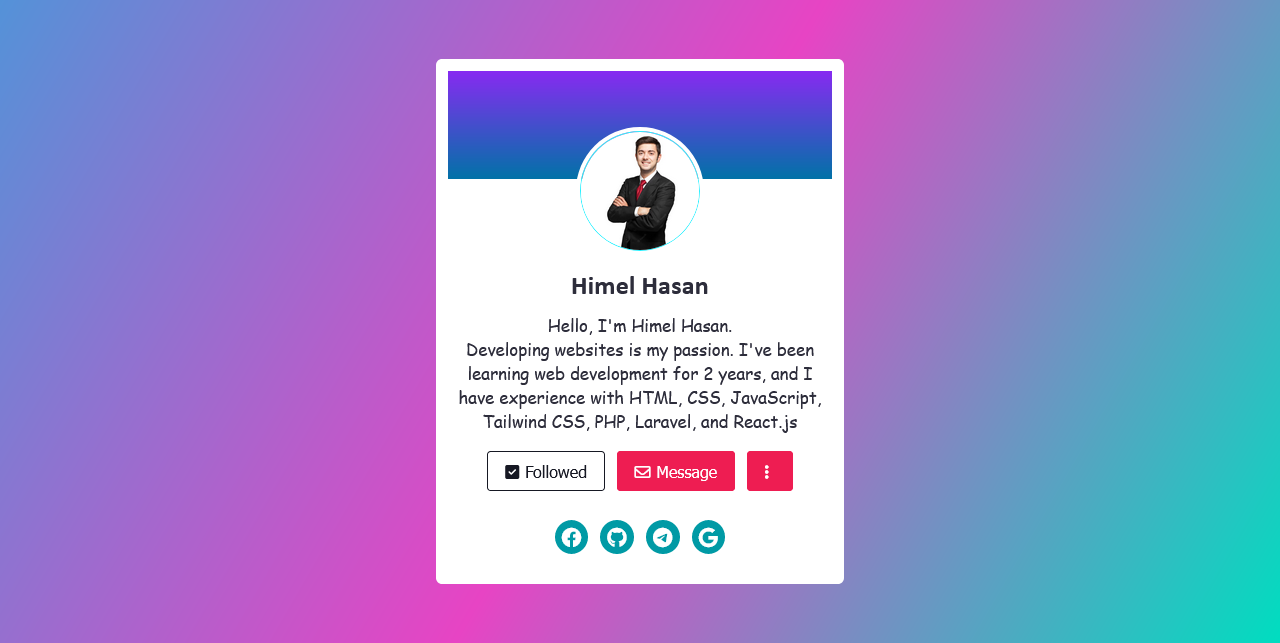 Himel Hasan
Hello, I'm Himel Hasan.
Developing websites is my passion. I've been
learning web development for 2 years, and I
have experience with HTML, CSS, JavaScript,
Tailwind CSS, PHP, Laravel, and React.js
Followed Message